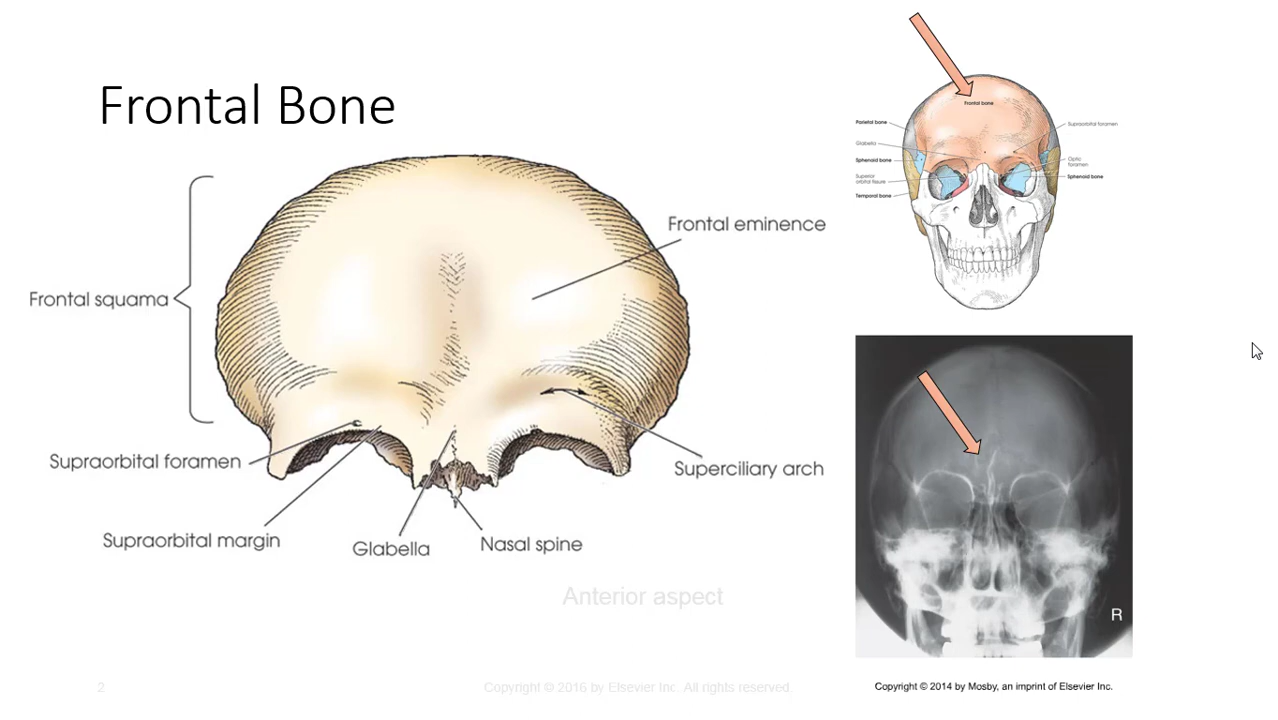 Frontal Bone
Frontal squama
Frontal eminence
Supraorbital foramen
Superciliary arch
Supraorbital margin
Glabella
Nasal spine
Anterior aspect
Frontal bone
Parietal bone
Glabella
Sphenoid bone
Superior
orbital fissure
Temporal bone
Supraorbital foramen
Optic
foramen
Sphenoid bone
R
2
Copyright © 2016 by Elsevier Inc. All rights reserved.
Copyright © 2014 by Mosby, an imprint of Elsevier Inc.